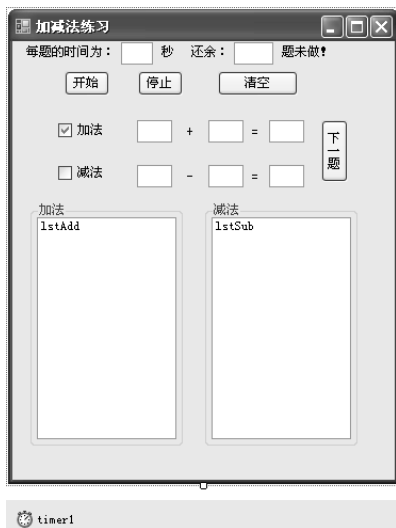 加减法练习
每题的时间为： 秒 还余： 题未做！
开始 停止 清空
加法 + =
减法 - =
下一题
加法 减法
lstAdd lstSub
timer1